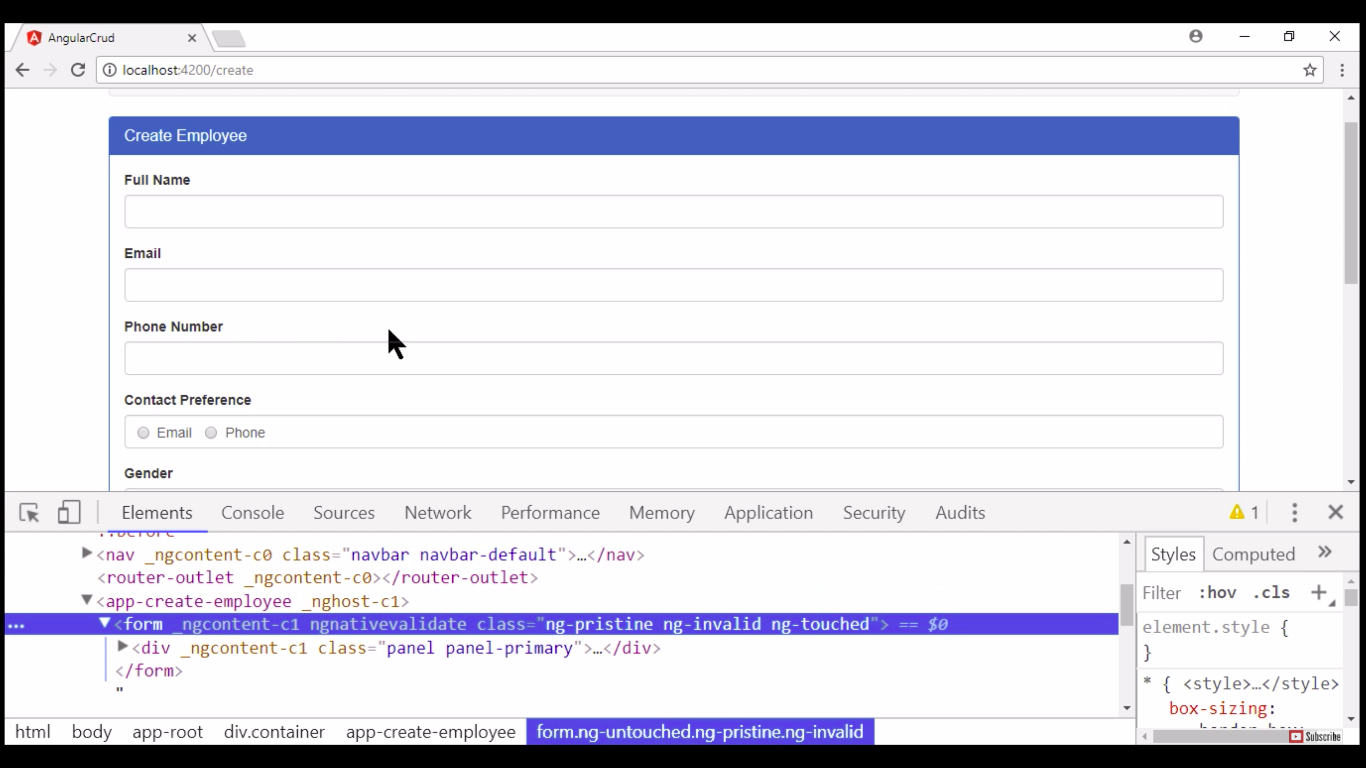 AngularCrud
localhost:4200/create
Create Employee
Full Name
Email
Phone Number
Contact Preference
Email Phone
Gender
Elements Console Sources Network Performance Memory Application Security Audits 1
::before
<nav _ngcontent-c0 class="navbar navbar-default">…</nav>
<router-outlet _ngcontent-c0></router-outlet>
<app-create-employee _nghost-c1>
<form _ngcontent-c1 ngnativevalidate class="ng-pristine ng-invalid ng-touched"> == $0
<div _ngcontent-c1 class="panel panel-primary">…</div>
</form>
"
html body app-root div.container app-create-employee form.ng-untouched.ng-pristine.ng-invalid
Styles Computed »
Filter :hov .cls +
element.style {
}
* { <style>…</style>
box-sizing:
border-box;
Subscribe